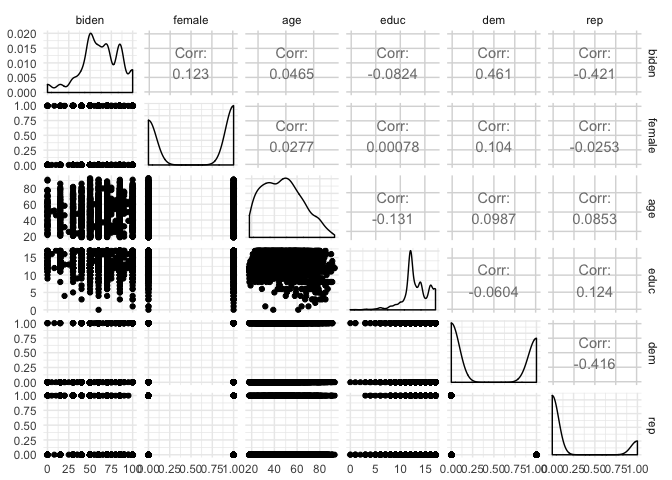 biden female age educ dem rep
0.020
0.015
0.010
0.005
0.000
Corr:
0.123
Corr:
0.0465
Corr:
-0.0824
Corr:
0.461
Corr:
-0.421
biden
1.00
0.75
0.50
0.25
0.00
Corr:
0.0277
Corr:
0.00078
Corr:
0.104
Corr:
-0.0253
female
80
60
40
20
Corr:
-0.131
Corr:
0.0987
Corr:
0.0853
age
15
10
5
0
Corr:
-0.0604
Corr:
0.124
educ
1.00
0.75
0.50
0.25
0.00
Corr:
-0.416
dem
1.00
0.75
0.50
0.25
0.00
rep
0 25 50 75 100 0.00 0.25 0.50 0.75 1.00 20 40 60 80 0 5 10 15 0.00 0.25 0.50 0.75 1.00 0.00 0.25 0.50 0.75 1.00